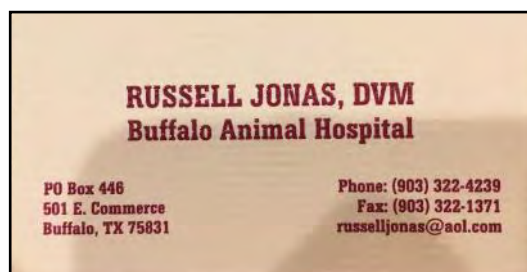 RUSSELL JONAS, DVM
Buffalo Animal Hospital
PO Box 446
501 E. Commerce
Buffalo, TX 75831
Phone: (903) 322-4239
Fax: (903) 322-1371
russelljonas@aol.com